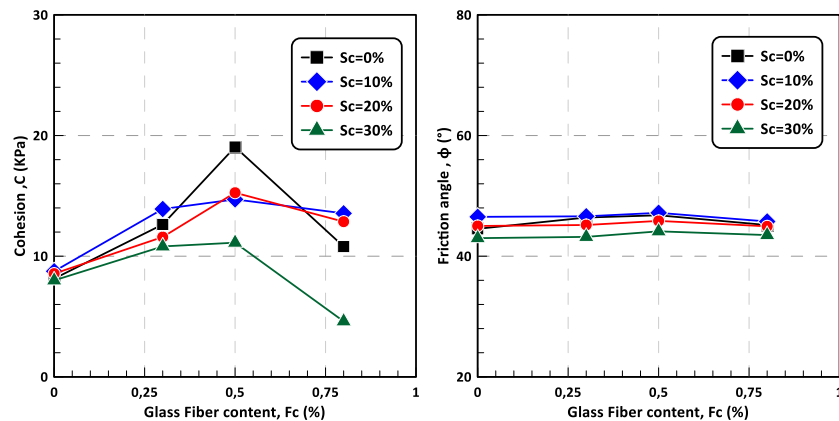 30
20
10
0
Cohesion ,C (KPa)
Sc=0%
Sc=10%
Sc=20%
Sc=30%
0
0,25
0,5
0,75
1
Glass Fiber content, Fc (%)
80
60
40
20
Friction angle , ϕ (°)
Sc=0%
Sc=10%
Sc=20%
Sc=30%
0
0,25
0,5
0,75
1
Glass Fiber content, Fc (%)